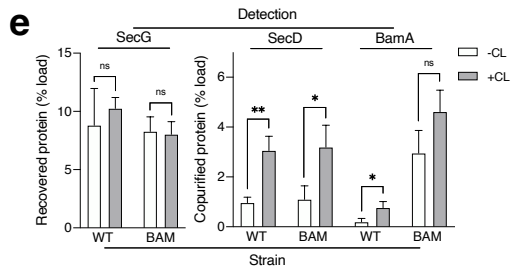 e
Detection
SecG
SecD
BamA
-CL
+CL
Recovered protein (% load)
15
10
5
0
ns
ns
WT
BAM
Copurified protein (% load)
6
4
2
0
**
*
*
ns
WT
BAM
WT
BAM
Strain